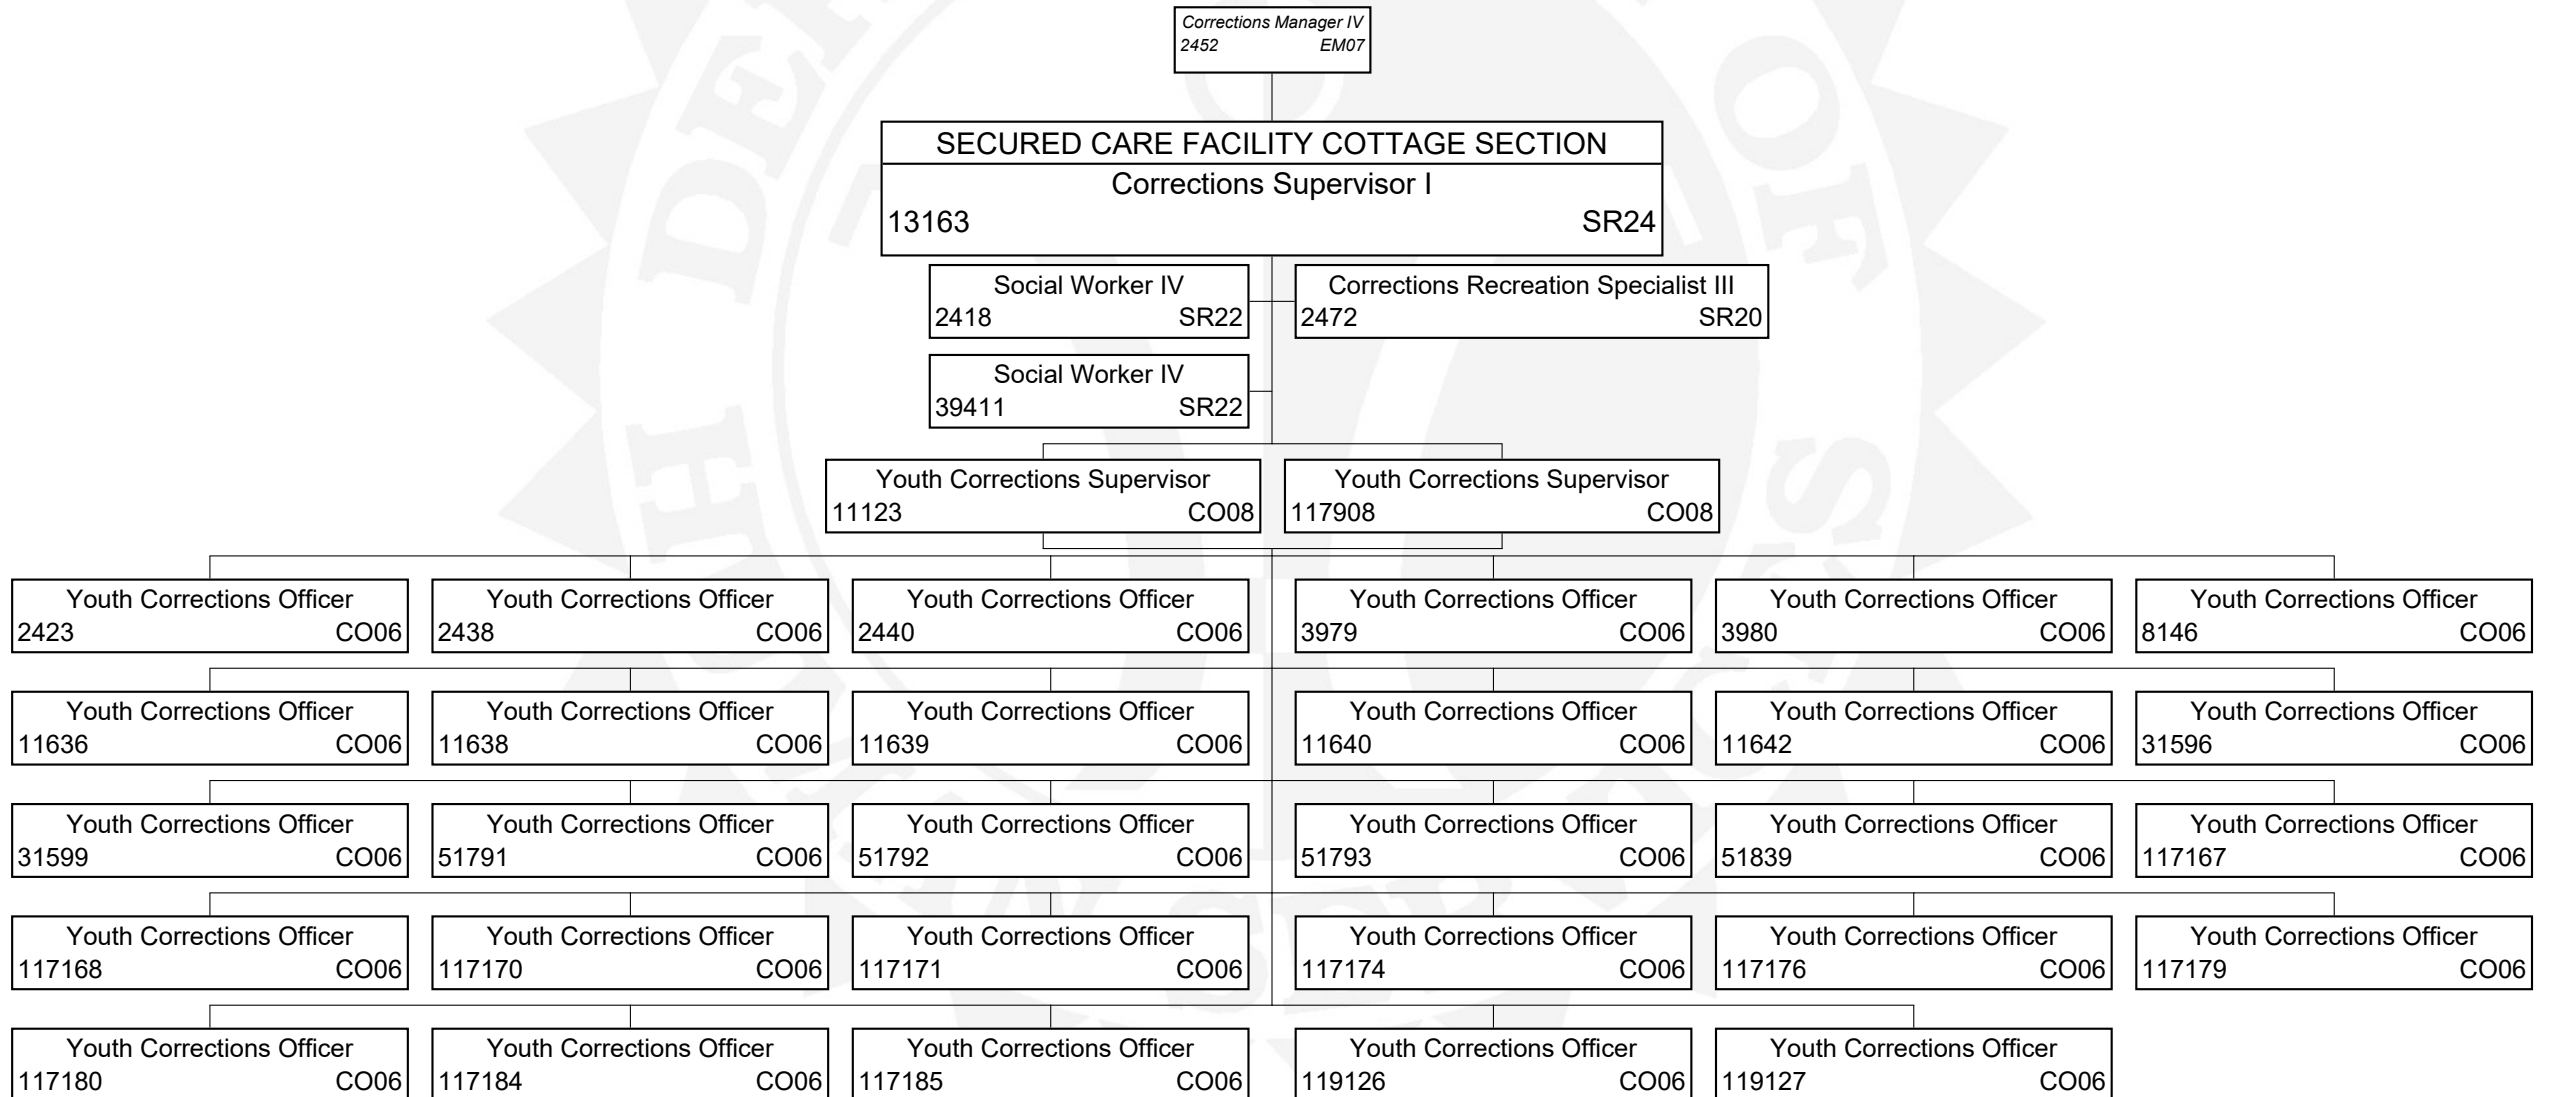 Corrections Manager IV
2452 EM07
SECURED CARE FACILITY COTTAGE SECTION
Corrections Supervisor I
13163 SR24
Social Worker IV
2418 SR22
Corrections Recreation Specialist III
2472 SR20
Social Worker IV
39411 SR22
Youth Corrections Supervisor
11123 CO08
Youth Corrections Supervisor
117908 CO08
Youth Corrections Officer
2423 CO06
Youth Corrections Officer
2438 CO06
Youth Corrections Officer
2440 CO06
Youth Corrections Officer
3979 CO06
Youth Corrections Officer
3980 CO06
Youth Corrections Officer
8146 CO06
Youth Corrections Officer
11636 CO06
Youth Corrections Officer
11638 CO06
Youth Corrections Officer
11639 CO06
Youth Corrections Officer
11640 CO06
Youth Corrections Officer
11642 CO06
Youth Corrections Officer
31596 CO06
Youth Corrections Officer
31599 CO06
Youth Corrections Officer
51791 CO06
Youth Corrections Officer
51792 CO06
Youth Corrections Officer
51793 CO06
Youth Corrections Officer
51839 CO06
Youth Corrections Officer
117167 CO06
Youth Corrections Officer
117168 CO06
Youth Corrections Officer
117170 CO06
Youth Corrections Officer
117171 CO06
Youth Corrections Officer
117174 CO06
Youth Corrections Officer
117176 CO06
Youth Corrections Officer
117179 CO06
Youth Corrections Officer
117180 CO06
Youth Corrections Officer
117184 CO06
Youth Corrections Officer
117185 CO06
Youth Corrections Officer
119126 CO06
Youth Corrections Officer
119127 CO06